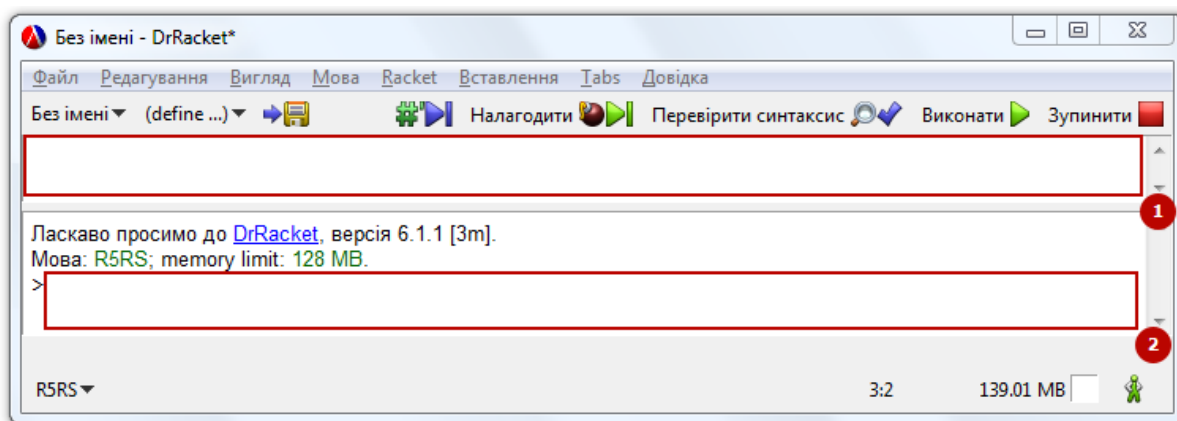 Без імені - DrRacket*
Файл Редагування Вигляд Мова Racket Вставлення Tabs Довідка
Без імені (define ...) #' Налагодити Перевірити синтаксис Виконати Зупинити
1
Ласкаво просимо до DrRacket, версія 6.1.1 [3m].
Мова: R5RS; memory limit: 128 MB.
>
2
R5RS 3:2 139.01 MB